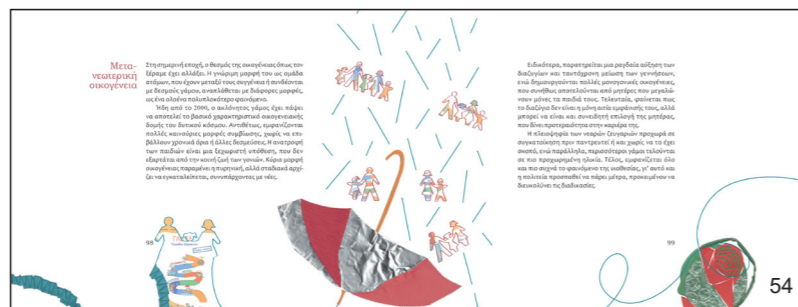 Μετα-
νεωτερική
οικογένεια
Στη σημερινή εποχή, ο θεσμός της οικογένειας όπως τον
ξέραμε έχει αλλάξει. Η γνώριμη μορφή του ως ομάδα
ατόμων, που έχουν μεταξύ τους συγγένεια ή συνδέονται
με δεσμούς γάμου, αναπλάθεται με διάφορες μορφές,
ως ένα ολοένα πολυπλοκότερο φαινόμενο.
Ήδη από το 2000, ο ακλόνητος γάμος έχει πάψει
να αποτελεί το βασικό χαρακτηριστικό οικογενειακής
δομής του δυτικού κόσμου. Αντιθέτως, εμφανίζονται
πολλές καινούριες μορφές συμβίωσης, χωρίς να επι-
βάλλουν χρονικά όρια ή άλλες δεσμεύσεις. Η ανατροφή
των παιδιών είναι μια ξεχωριστή υπόθεση, που δεν
εξαρτάται από την κοινή ζωή των γονιών. Κύρια μορφή
οικογένειας παραμένει η πυρηνική, αλλά σταδιακά αρχί-
ζει να εγκαταλείπεται, συνυπάρχοντας με νέες.
98
Ειδικότερα, παρατηρείται μια ραγδαία αύξηση των
διαζυγίων και ταυτόχρονη μείωση των γεννήσεων,
ενώ δημιουργούνται πολλές μονογονικές οικογένειες,
που συνήθως αποτελούνται από μητέρες που μεγαλώ-
νουν μόνες τα παιδιά τους. Τελευταία, φαίνεται πως
το διαζύγιο δεν είναι η μόνη αιτία εμφάνισής τους, αλλά
μπορεί να είναι και συνειδητή επιλογή της μητέρας,
που δίνει προτεραιότητα στην καριέρα της.
Η πλειοψηφία των νεαρών ζευγαριών προχωρά σε
συγκατοίκηση πριν παντρευτεί ή και χωρίς να το έχει
σκοπό, ενώ παράλληλα, περισσότεροι γάμοι τελούνται
σε πιο προχωρημένη ηλικία. Τέλος, εμφανίζεται όλο
και πιο συχνά το φαινόμενο της υιοθεσίας, γι' αυτό και
η πολιτεία προσπαθεί να πάρει μέτρα, προκειμένου να
διευκολύνει τις διαδικασίες.
99
54